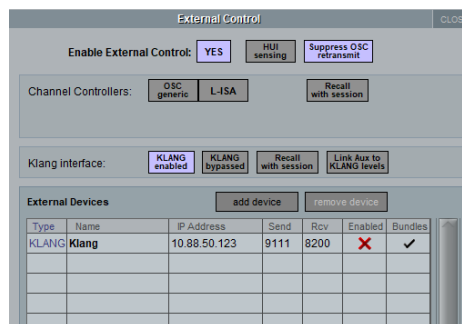 External Control
CLOS
Enable External Control: YES HUI sensing Suppress OSC retransmit
Channel Controllers: OSC generic L-ISA Recall with session
Klang interface: KLANG enabled KLANG bypassed Recall with session Link Aux to KLANG levels
External Devices add device remove device
Type Name IP Address Send Rcv Enabled Bundles
KLANG Klang 10.88.50.123 9111 8200